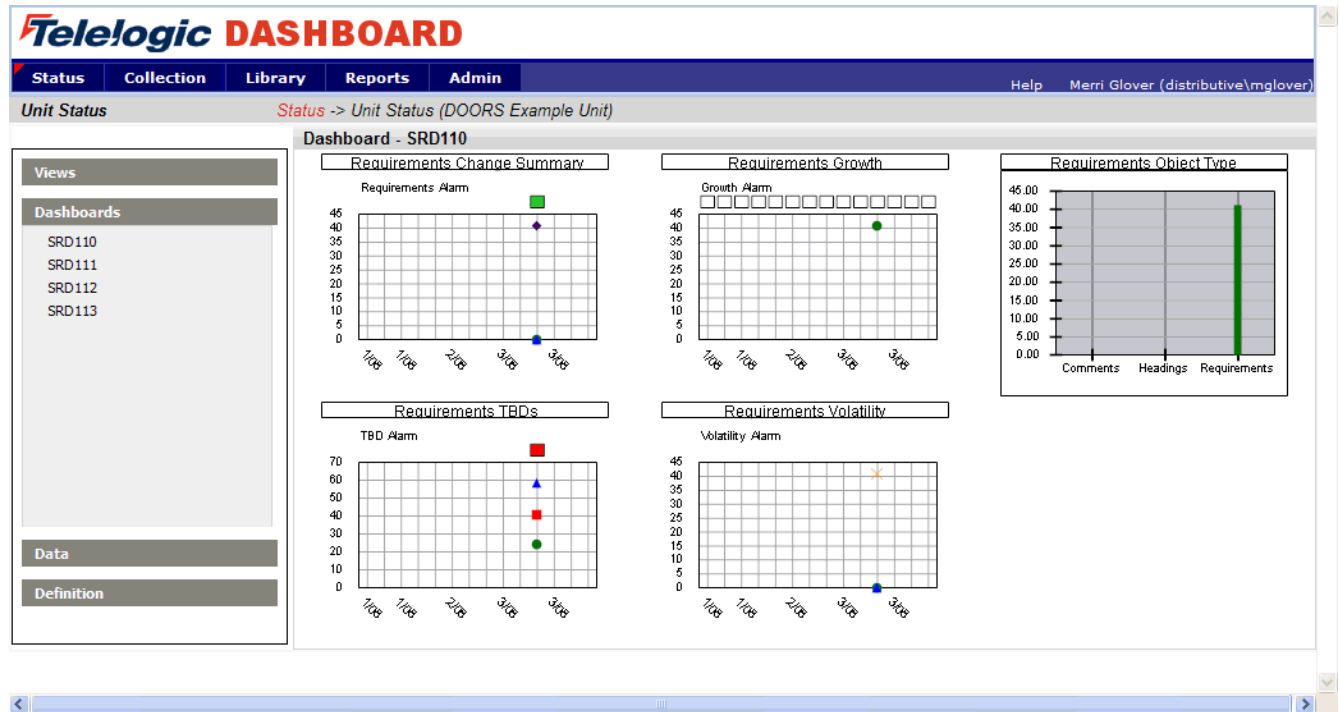 Telelogic DASHBOARD
Status Collection Library Reports Admin Help Merri Glover (distributive\mglover)
Unit Status Status -> Unit Status (DOORS Example Unit)
Dashboard - SRD110
Views
Dashboards
SRD110
SRD111
SRD112
SRD113
Data
Definition
Requirements Change Summary
Requirements Alarm
45
40
35
30
25
20
15
10
5
0
1/08 1/08 2/08 3/08 3/08
Requirements Growth
Growth Alarm
45
40
35
30
25
20
15
10
5
0
1/08 1/08 2/08 3/08 3/08
Requirements Object Type
45.00
40.00
35.00
30.00
25.00
20.00
15.00
10.00
5.00
0.00
Comments Headings Requirements
Requirements TBDs
TBD Alarm
70
60
50
40
30
20
10
0
1/08 1/08 2/08 3/08 3/08
Requirements Volatility
Volatility Alarm
45
40
35
30
25
20
15
10
5
0
1/08 1/08 2/08 3/08 3/08